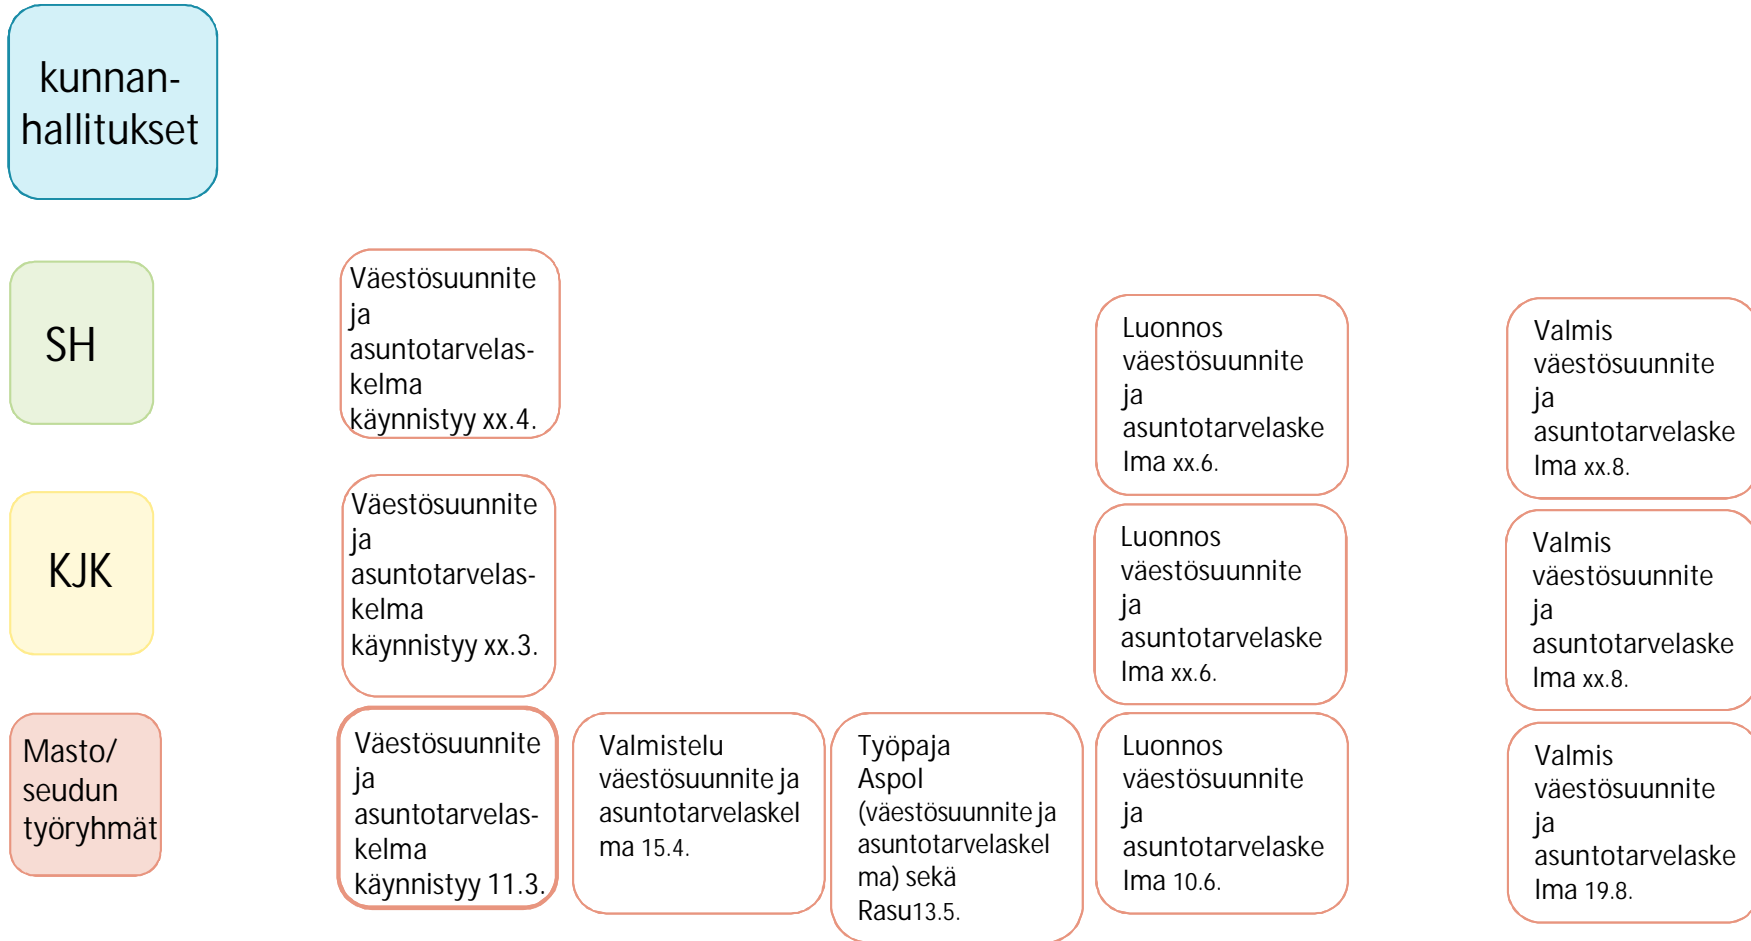 kunnan-
hallitukset
SH
Väestösuunnite
ja
asuntotarvelas-
kelma
käynnistyy xx.4.
Luonnos
väestösuunnite
ja
asuntotarvelaske
lma xx.6.
Valmis
väestösuunnite
ja
asuntotarvelaske
lma xx.8.
KJK
Väestösuunnite
ja
asuntotarvelas-
kelma
käynnistyy xx.3.
Luonnos
väestösuunnite
ja
asuntotarvelaske
lma xx.6.
Valmis
väestösuunnite
ja
asuntotarvelaske
lma xx.8.
Masto/
seudun
työryhmät
Väestösuunnite
ja
asuntotarvelas-
kelma
käynnistyy 11.3.
Valmistelu
väestösuunnite ja
asuntotarvelaskel
ma 15.4.
Työpaja
Aspol
(väestösuunnite ja
asuntotarvelaskel
ma) sekä
Rasu13.5.
Luonnos
väestösuunnite
ja
asuntotarvelaske
lma 10.6.
Valmis
väestösuunnite
ja
asuntotarvelaske
lma 19.8.